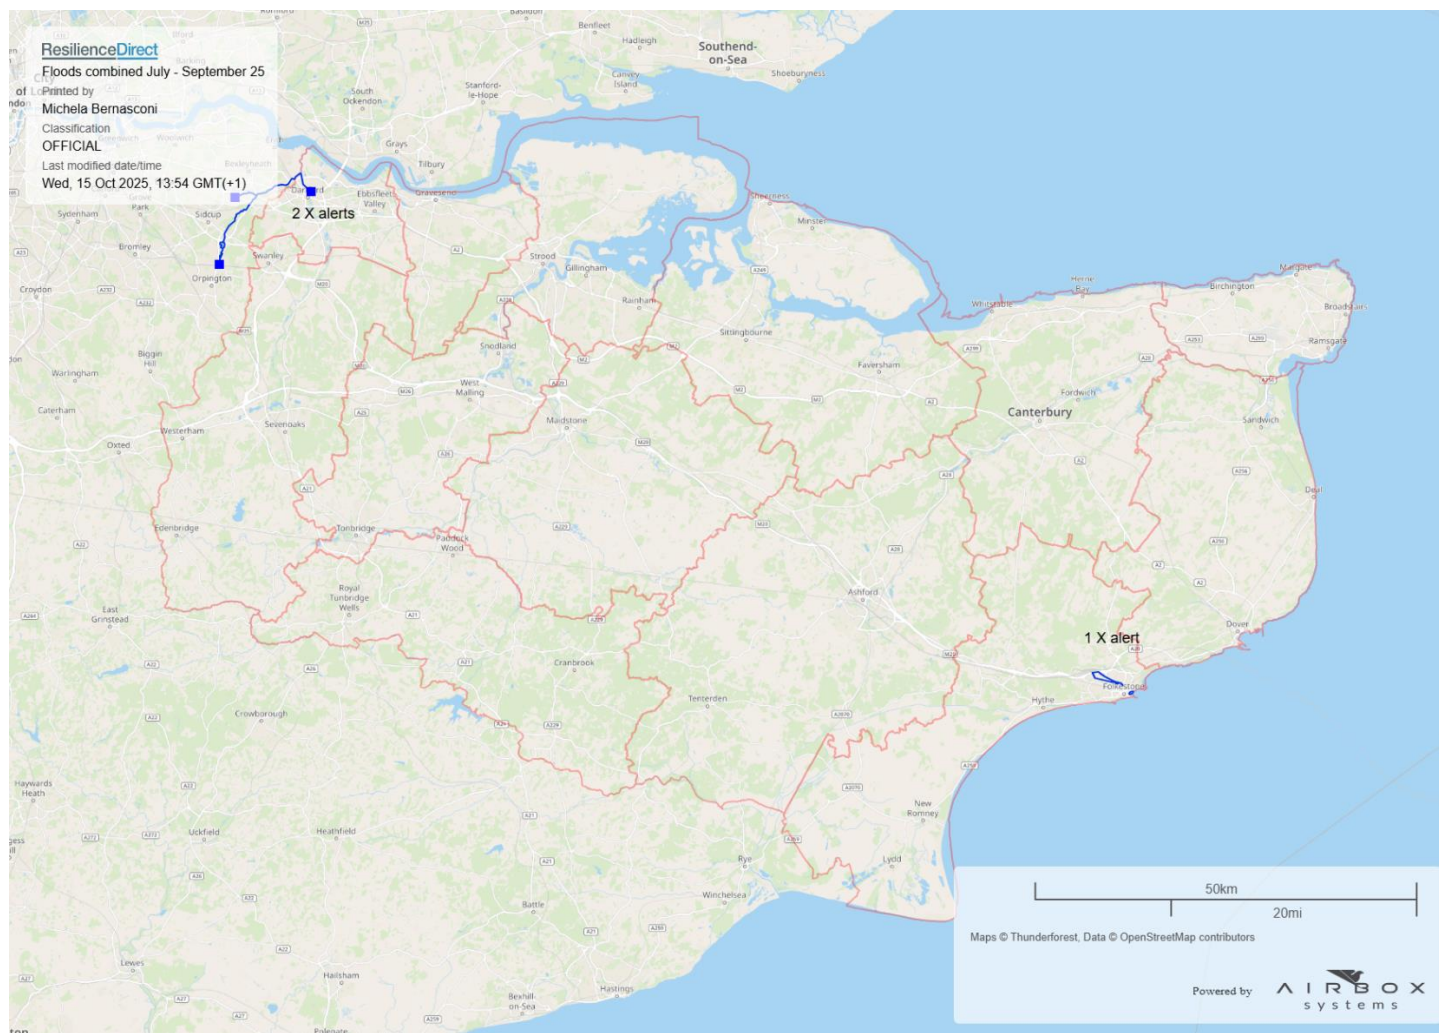 ResilienceDirect
Floods combined July - September 25
Printed by
Michela Bernasconi
Classification
OFFICIAL
Last modified date/time
Wed, 15 Oct 2025, 13:54 GMT(+1)
Benfleet
Hadleigh
Southend-
on-Sea
Canvey
Island
Shoeburyness
Stanford-
le-Hope
South
Ockendon
Grays
Tilbury
Bexleyheath
Ebbsfleet
Valley
Gravesend
2 X alerts
Sydenham
Park
Sidcup
Bromley
Swanley
Orpington
Croydon
Strood
Gillingham
Rainham
Sheerness
Minster
Sittingbourne
Faversham
Whitstable
Herne
Bay
Birchington
Margate
Broadstairs
Ramsgate
Snodland
West
Malling
Maidstone
Fordwich
Canterbury
Sandwich
Deal
Biggin
Hill
Warlingham
Caterham
Oxted
Westerham
Sevenoaks
Edenbridge
Tonbridge
Paddock
Wood
Royal
Tunbridge
Wells
East
Grinstead
Ashford
Dover
1 X alert
Folkestone
Hythe
Cranbrook
Tenterden
Crowborough
Haywards
Heath
Uckfield
Heathfield
New
Romney
Lydd
Rye
Winchelsea
Battle
Lewes
Hailsham
Bexhill-
on-Sea
Hastings
50km
20mi
Maps © Thunderforest, Data © OpenStreetMap contributors
Powered by
AIRBOX
systems